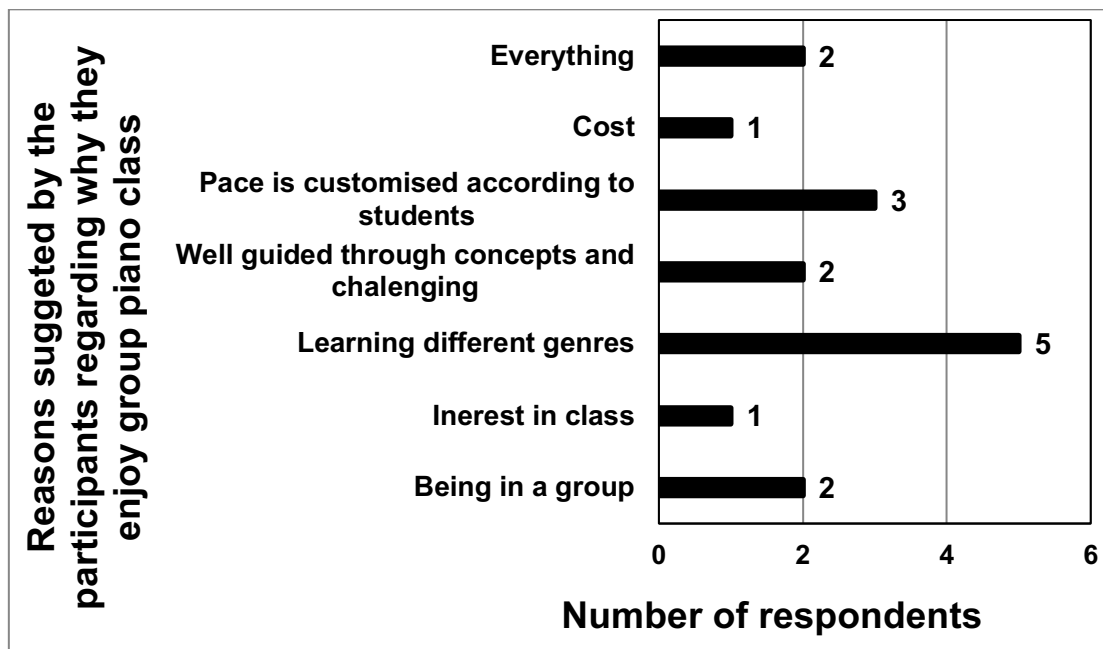 Reasons suggeted by the
participants regarding why they
enjoy group piano class
Everything
2
Cost
1
Pace is customised according to
students
3
Well guided through concepts and
chalenging
2
Learning different genres
5
Inerest in class
1
Being in a group
2
0 2 4 6
Number of respondents